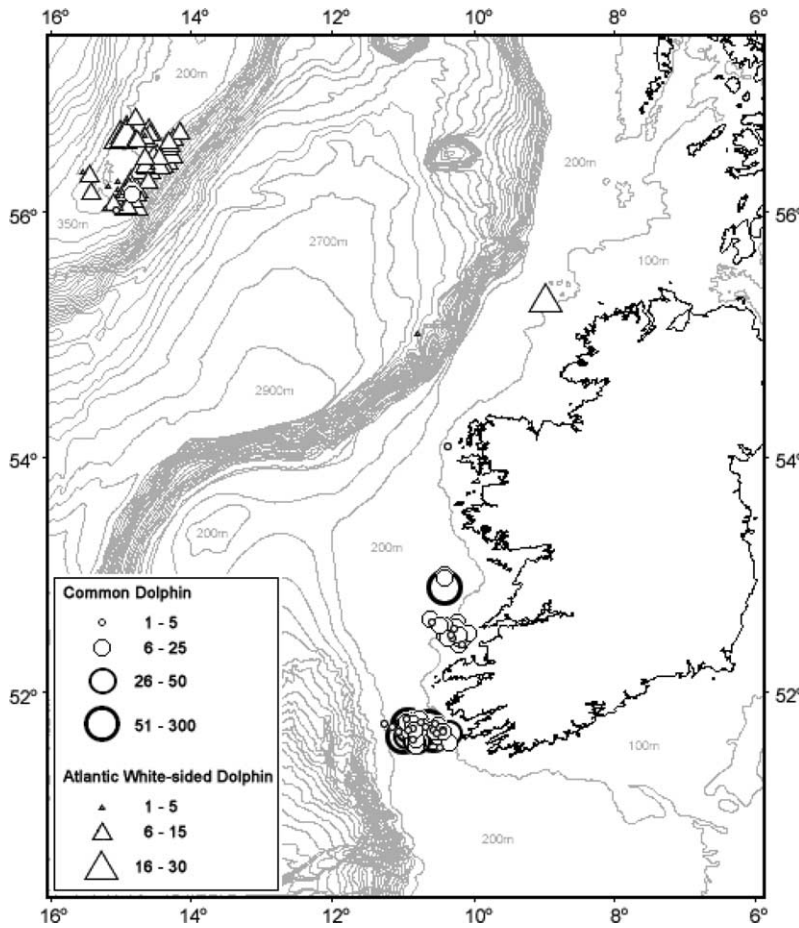 16° 14° 12° 10° 8° 6°
200m
200m
56° 56°
350m
100m
2700m
2900m
54° 54°
200m
200m
Common Dolphin
1 - 5
6 - 25
26 - 50
51 - 300
52° 52°
100m
Atlantic White-sided Dolphin
1 - 5
6 - 15
16 - 30
200m
16° 14° 12° 10° 8° 6°